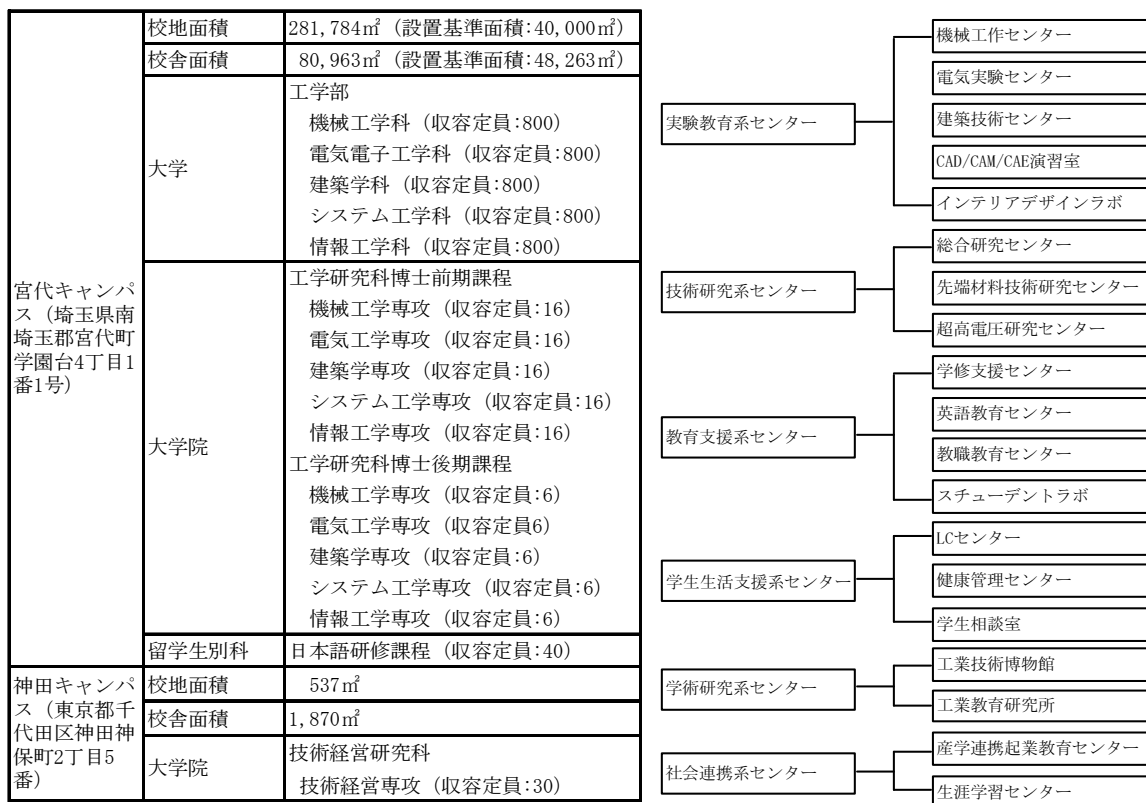 宮代キャンパ
ス（埼玉県南
埼玉郡宮代町
学園台4丁目1
番1号）
校地面積
281,784㎡（設置基準面積:40,000㎡）
校舎面積
80,963㎡（設置基準面積:48,263㎡）
大学
工学部
機械工学科（収容定員:800）
電気電子工学科（収容定員:800）
建築学科（収容定員:800）
システム工学科（収容定員:800）
情報工学科（収容定員:800）
大学院
工学研究科博士前期課程
機械工学専攻（収容定員:16）
電気工学専攻（収容定員:16）
建築学専攻（収容定員:16）
システム工学専攻（収容定員:16）
情報工学専攻（収容定員:16）
工学研究科博士後期課程
機械工学専攻（収容定員:6）
電気工学専攻（収容定員6）
建築学専攻（収容定員:6）
システム工学専攻（収容定員:6）
情報工学専攻（収容定員:6）
留学生別科
日本語研修課程（収容定員:40）
神田キャンパ
ス（東京都千
代田区神田神
保町2丁目5
番）
校地面積
537㎡
校舎面積
1,870㎡
大学院
技術経営研究科
技術経営専攻（収容定員:30）
実験教育系センター
機械工作センター
電気実験センター
建築技術センター
CAD/CAM/CAE演習室
インテリアデザインラボ
技術研究系センター
総合研究センター
先端材料技術研究センター
超高電圧研究センター
教育支援系センター
学修支援センター
英語教育センター
教職教育センター
スチューデントラボ
学生生活支援系センター
LCセンター
健康管理センター
学生相談室
学術研究系センター
工業技術博物館
工業教育研究所
社会連携系センター
産学連携起業教育センター
生涯学習センター